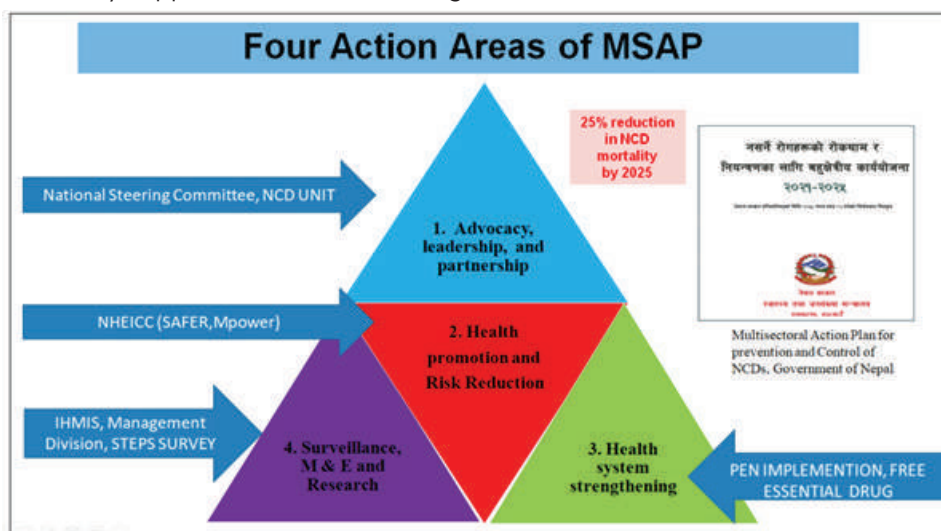 Four Action Areas of MSAP
25% reduction
in NCD
mortality
by 2025
National Steering Committee, NCD UNIT
1. Advocacy,
leadership, and
partnership
नसर्ने रोगहरूको रोकथाम र
नियन्त्रणका लागि बहुक्षेत्रीय कार्ययोजना
२०२१-२०२५
नेपाल सरकार
Multisectoral Action Plan for
prevention and Control of
NCDs, Government of Nepal
NHEICC (SAFER,Mpower)
2. Health
promotion and
Risk Reduction
IHMIS, Management
Division, STEPS SURVEY
4. Surveillance,
M & E and
Research
3. Health
system
strengthening
PEN IMPLEMENTION, FREE
ESSENTIAL DRUG